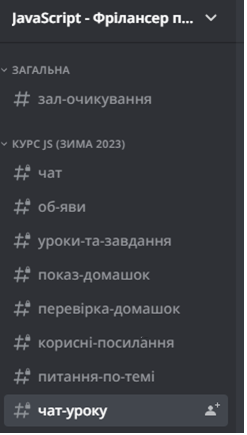 JavaScript - Фрілансер п...
ЗАГАЛЬНА
зал-очикування
КУРС JS (ЗИМА 2023)
чат
об-яви
уроки-та-завдання
показ-домашок
перевірка-домашок
корисні-посилання
питання-по-темі
чат-уроку